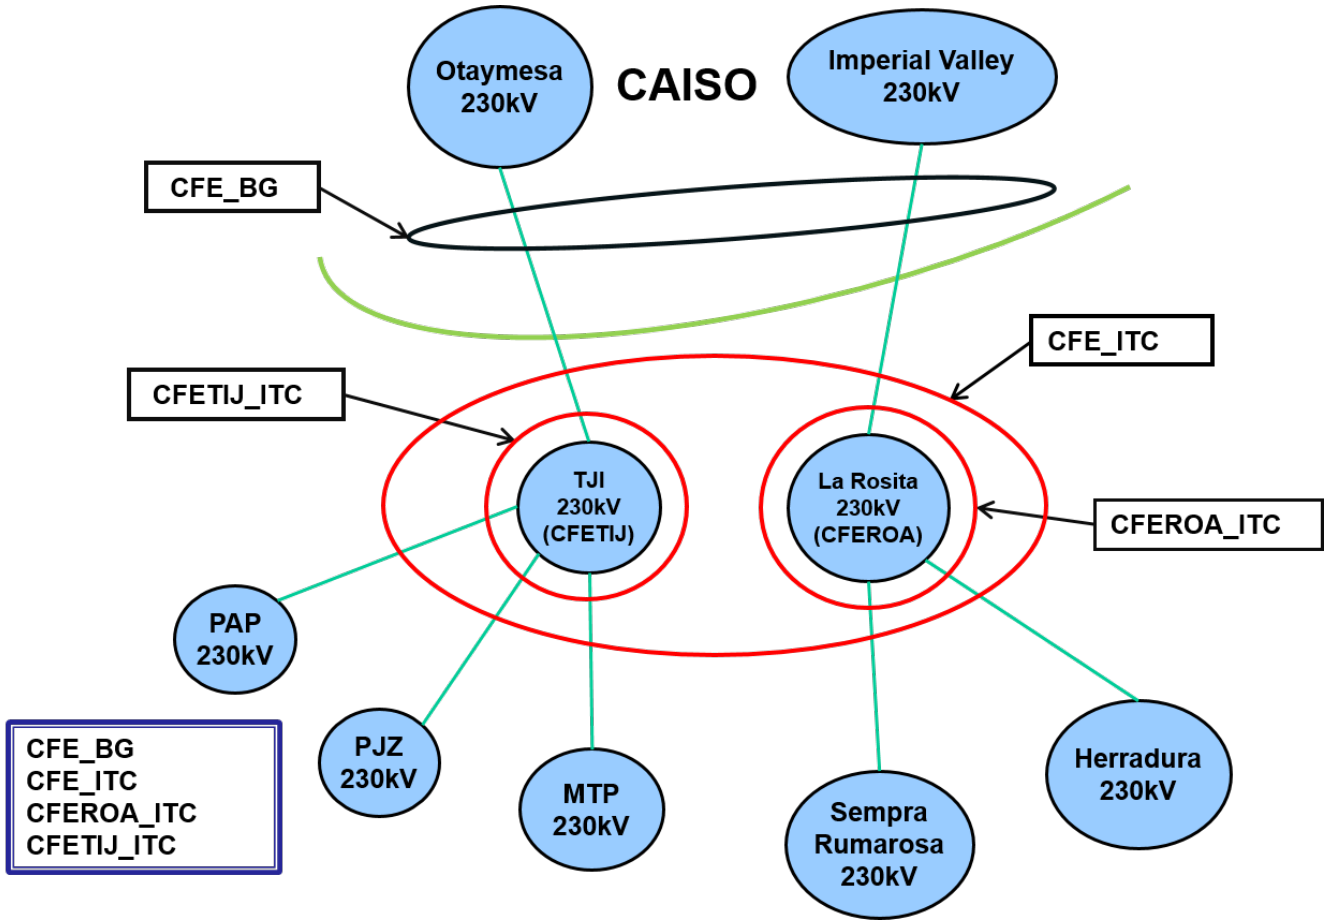 Otaymesa
230kV
CAISO
Imperial Valley
230kV
CFE_BG
CFE_ITC
CFETIJ_ITC
TJI
230kV
(CFETIJ)
La Rosita
230kV
(CFEROA)
CFEROA_ITC
PAP
230kV
PJZ
230kV
MTP
230kV
Sempra
Rumarosa
230kV
Herradura
230kV
CFE_BG
CFE_ITC
CFEROA_ITC
CFETIJ_ITC